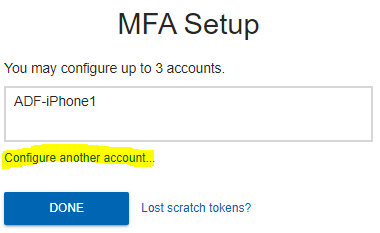 MFA Setup
You may configure up to 3 accounts.
ADF-iPhone1
Configure another account...
DONE Lost scratch tokens?